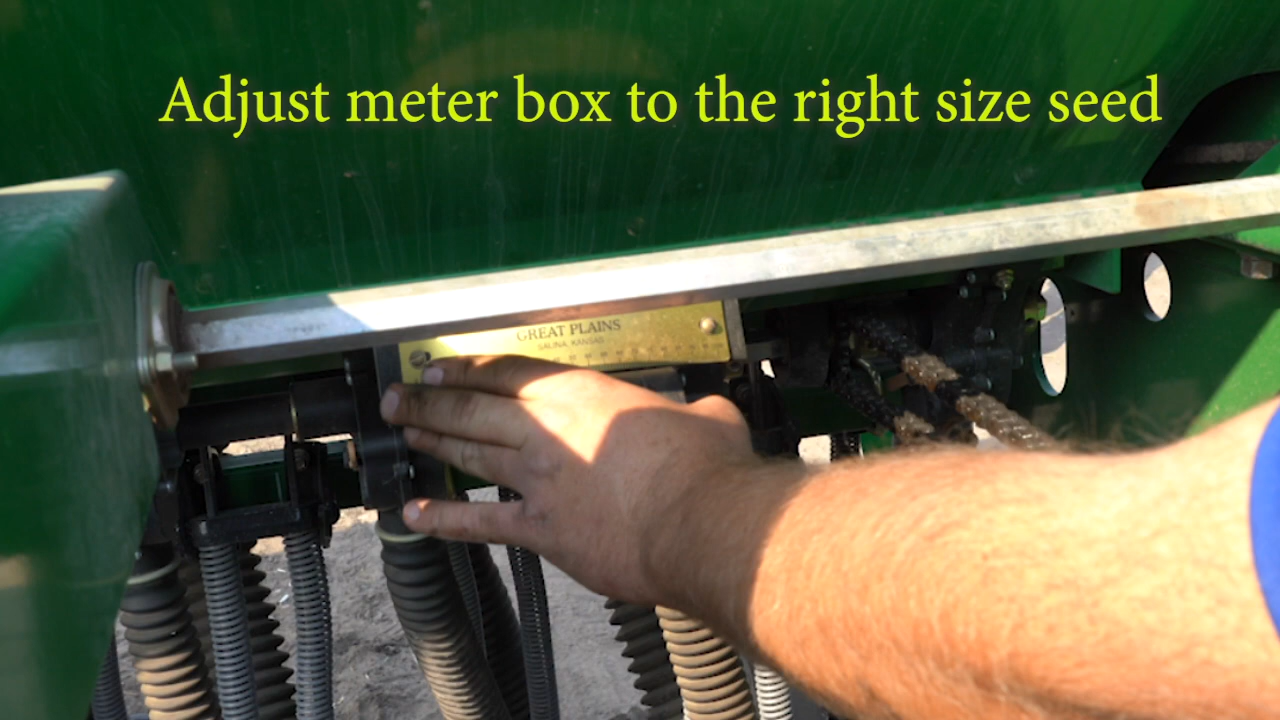 Adjust meter box to the right size seed
GREAT PLAINS
SALINA, KANSAS